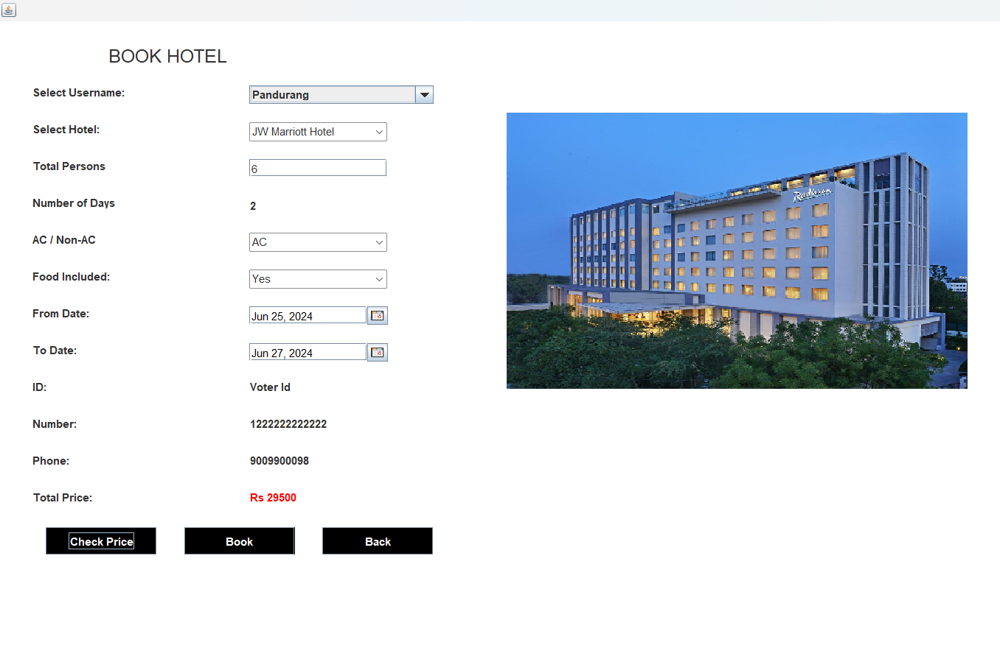 BOOK HOTEL
Select Username: Pandurang
Select Hotel: JW Marriott Hotel
Total Persons 6
Number of Days 2
AC / Non-AC AC
Food Included: Yes
From Date: Jun 25, 2024
To Date: Jun 27, 2024
ID: Voter Id
Number: 1222222222222
Phone: 9009900098
Total Price: Rs 29500
Check Price Book Back
Radisson